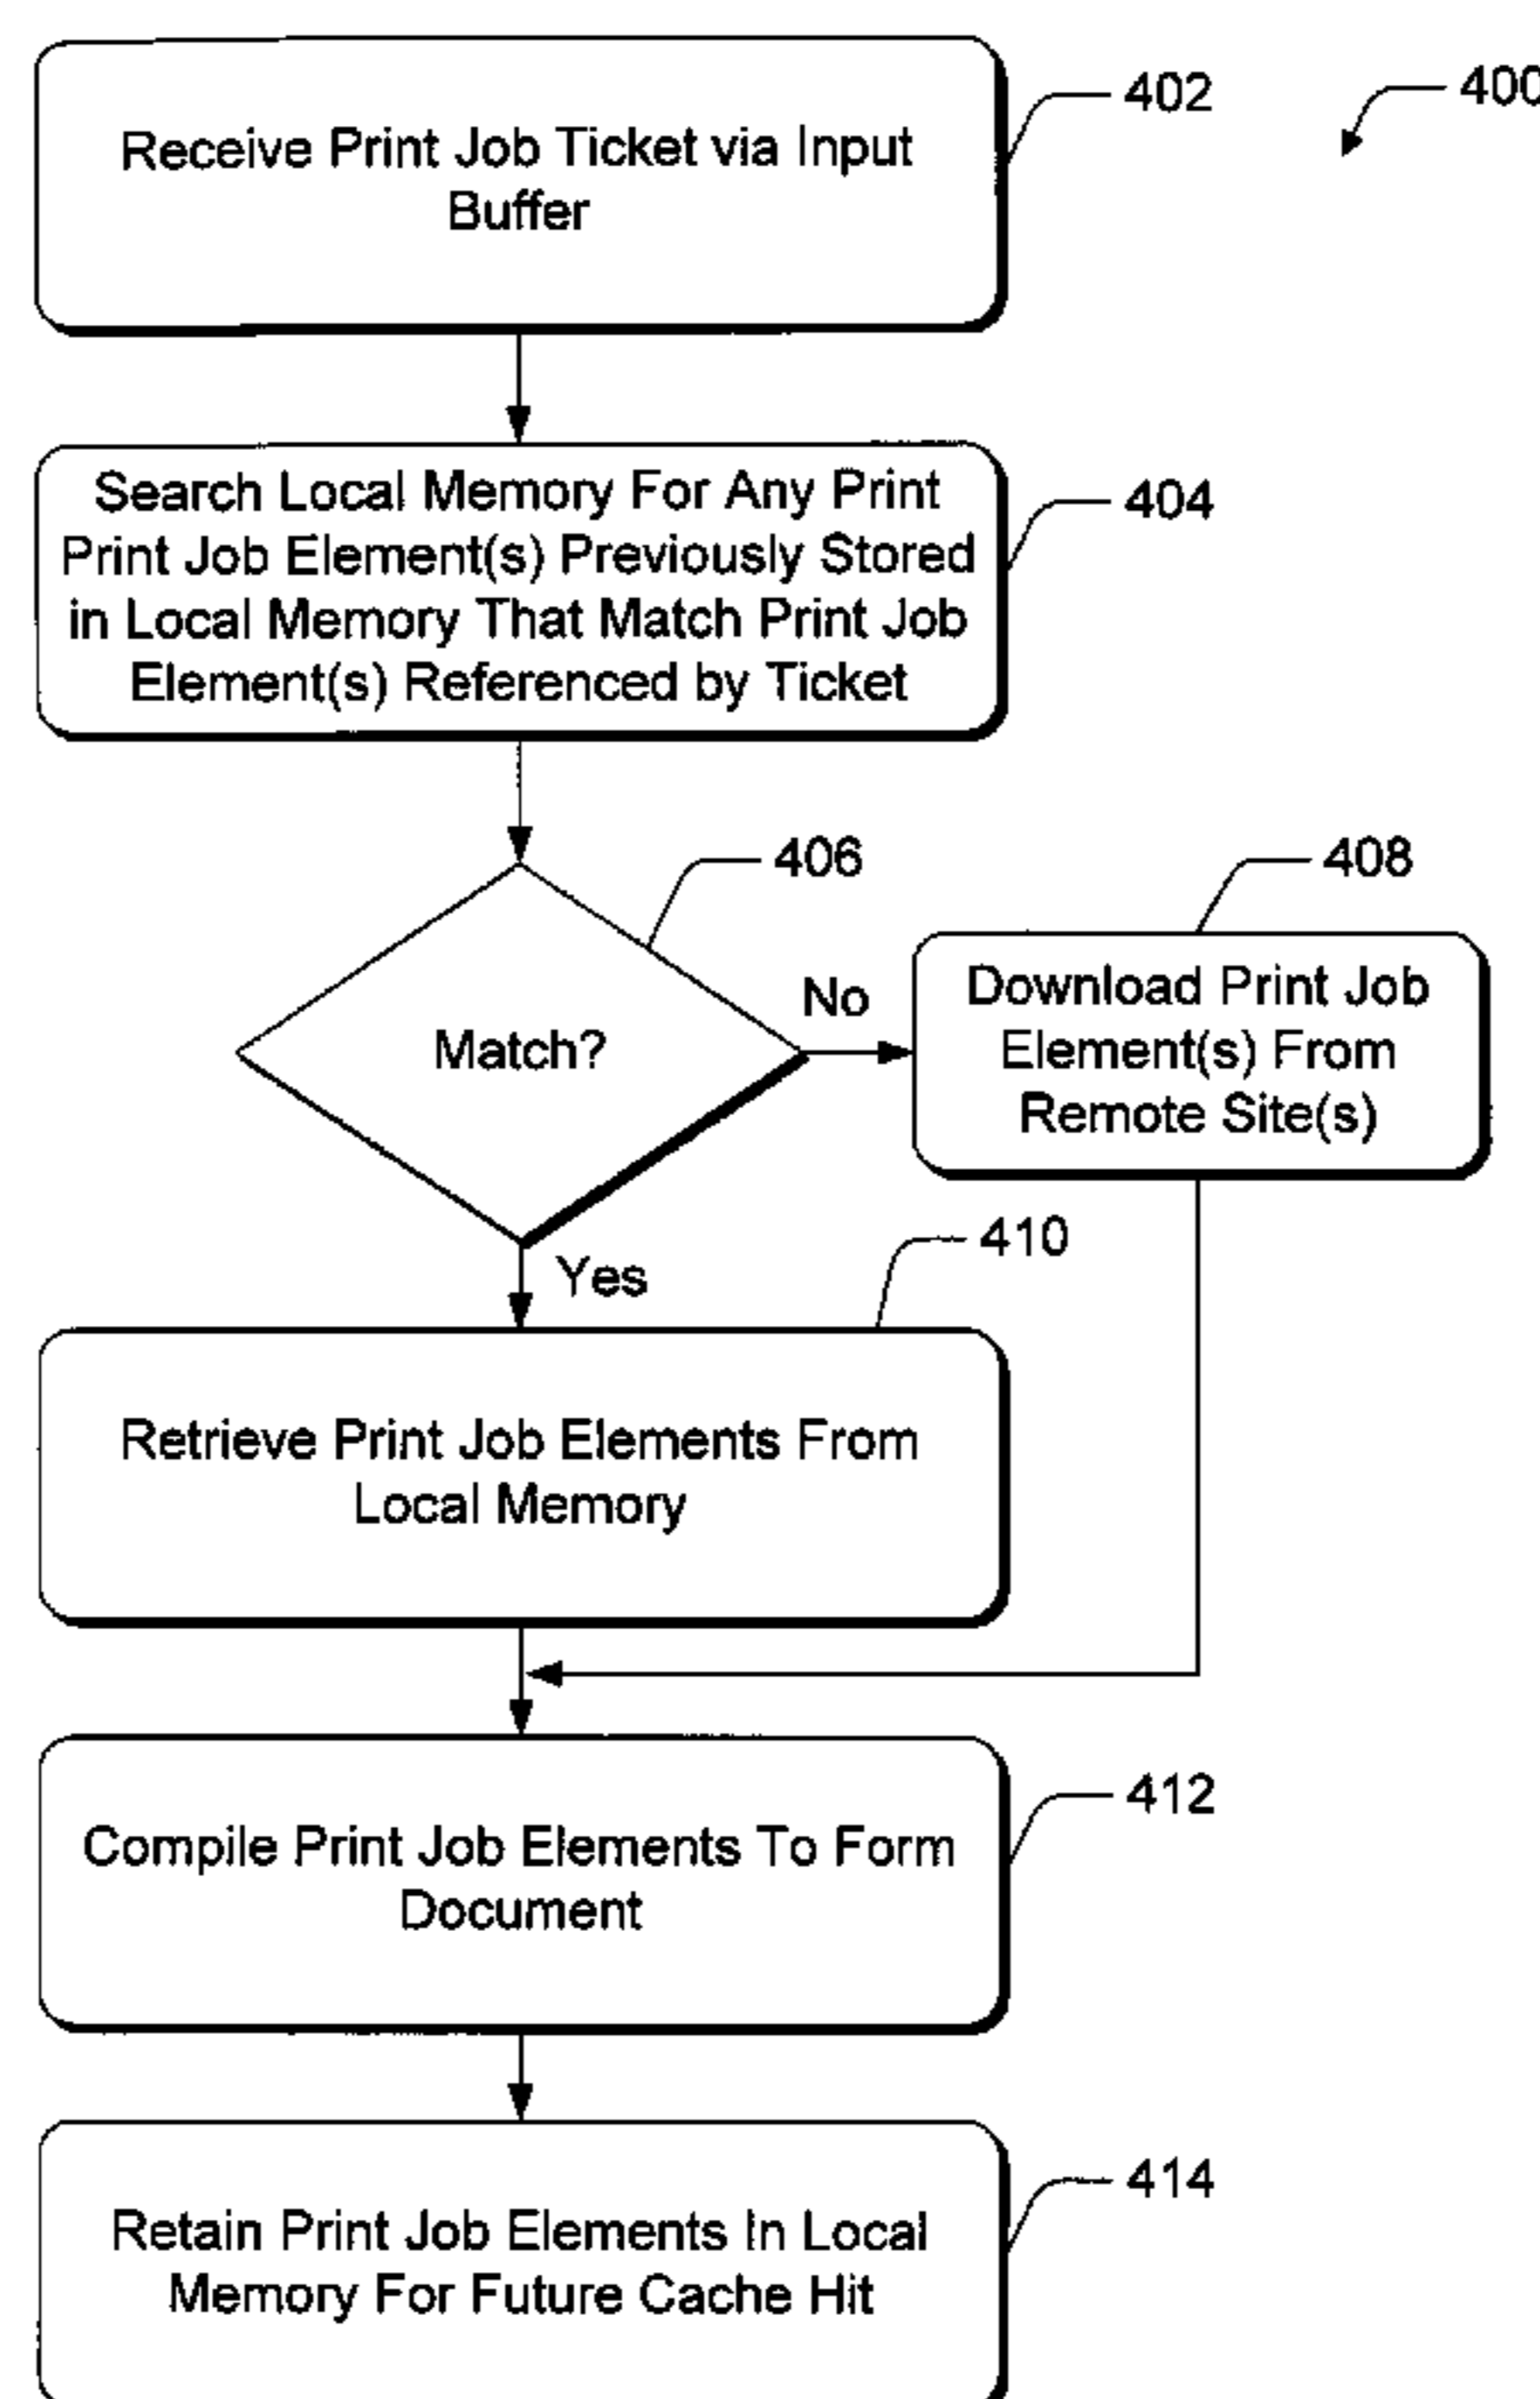 400
402
Receive Print Job Ticket via Input
Buffer
404
Search Local Memory For Any Print
Print Job Element(s) Previously Stored
in Local Memory That Match Print Job
Element(s) Referenced by Ticket
406
Match?
No
408
Download Print Job
Element(s) From
Remote Site(s)
Yes
410
Retrieve Print Job Elements From
Local Memory
412
Compile Print Job Elements To Form
Document
414
Retain Print Job Elements In Local
Memory For Future Cache Hit